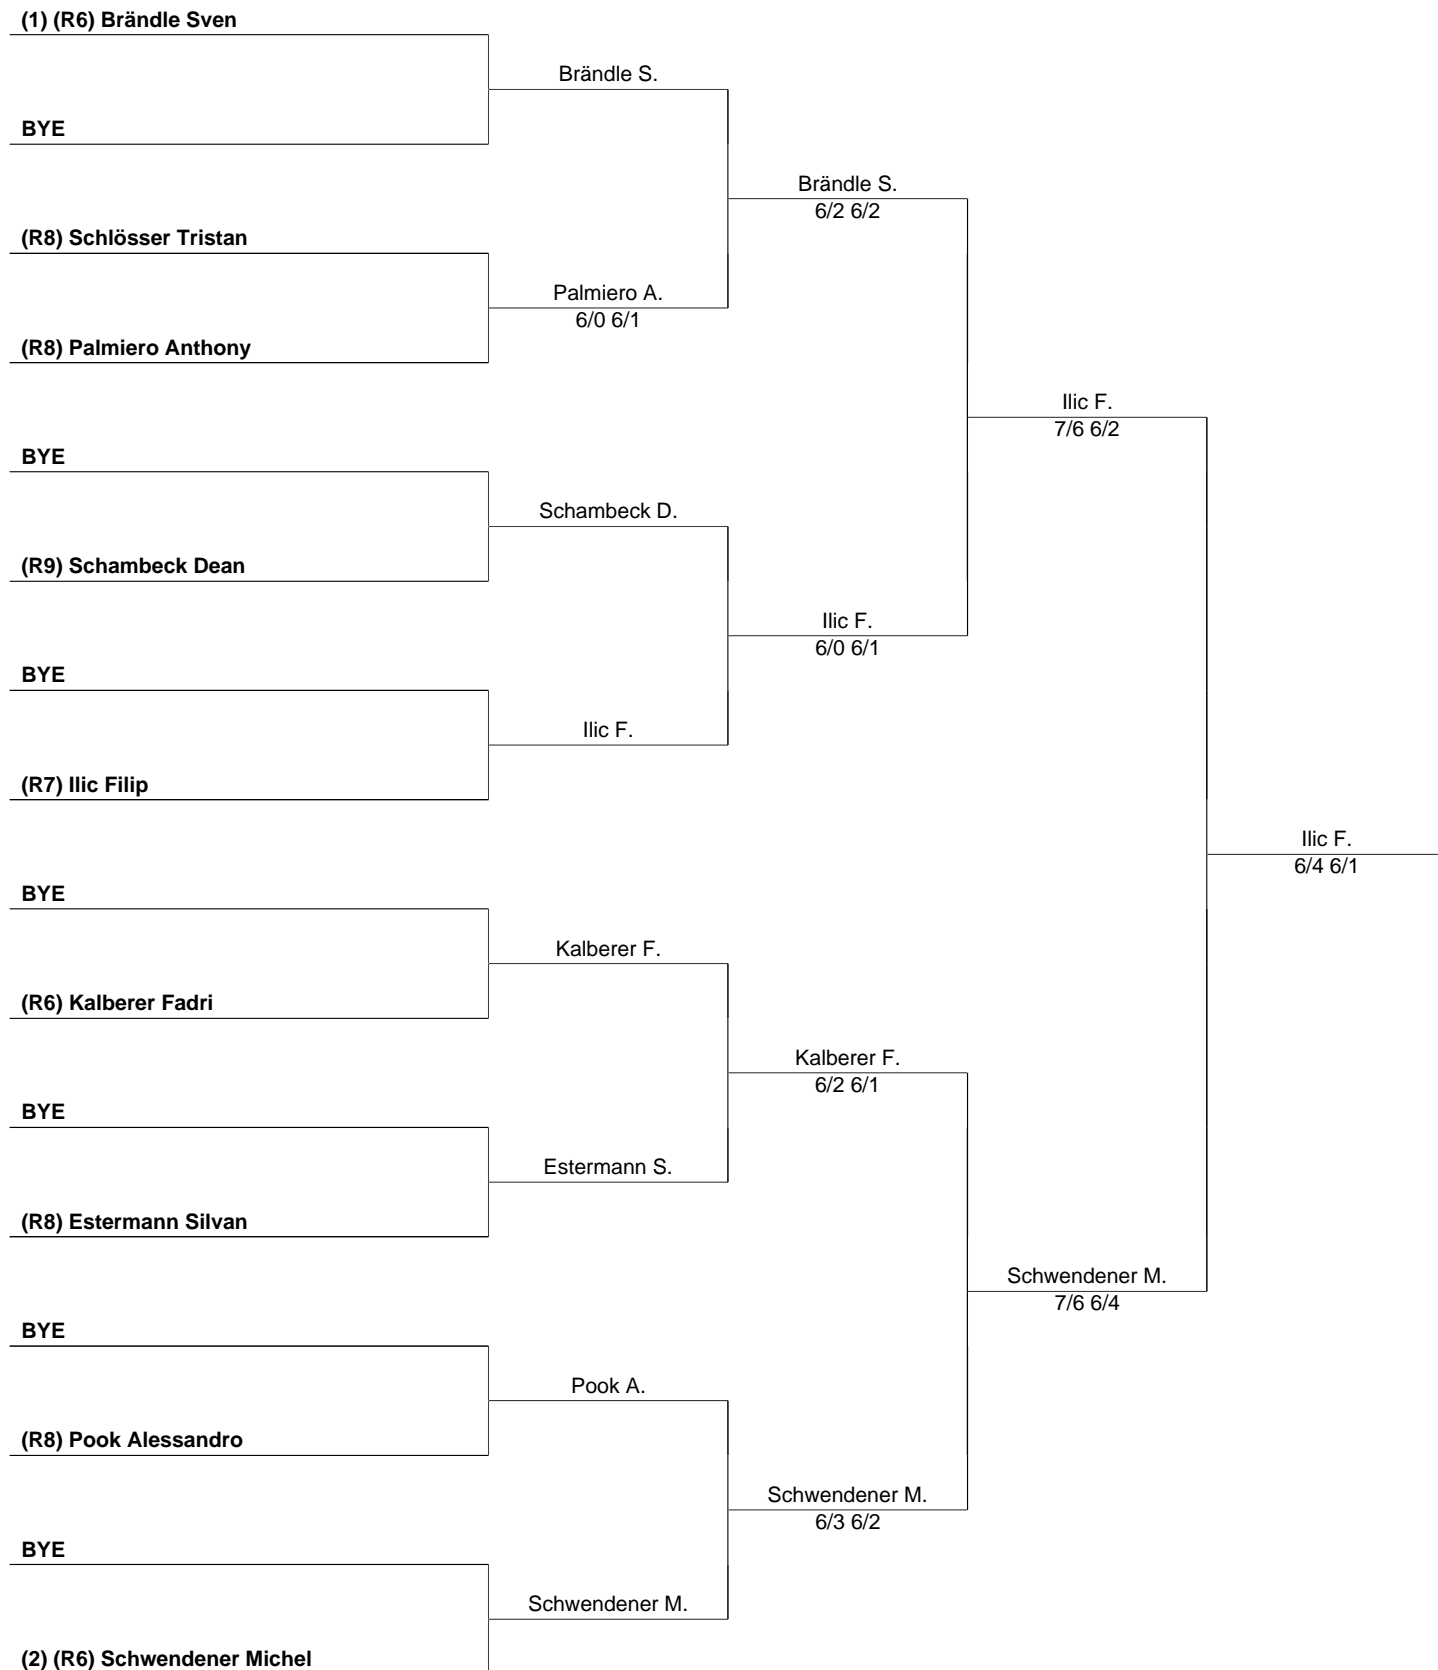 (1) (R6) Brändle Sven
Brändle S.
BYE
Brändle S.
6/2 6/2
(R8) Schlösser Tristan
Palmiero A.
6/0 6/1
(R8) Palmiero Anthony
Ilic F.
7/6 6/2
BYE
Schambeck D.
(R9) Schambeck Dean
Ilic F.
6/0 6/1
BYE
Ilic F.
(R7) Ilic Filip
Ilic F.
6/4 6/1
BYE
Kalberer F.
(R6) Kalberer Fadri
Kalberer F.
6/2 6/1
BYE
Estermann S.
(R8) Estermann Silvan
Schwendener M.
7/6 6/4
BYE
Pook A.
(R8) Pook Alessandro
Schwendener M.
6/3 6/2
BYE
Schwendener M.
(2) (R6) Schwendener Michel